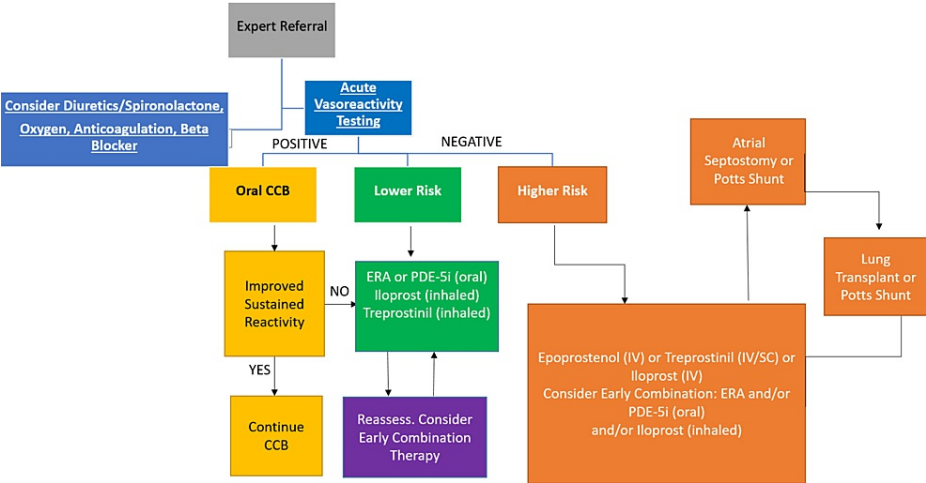 Expert Referral
Consider Diuretics/Spironolactone,
Oxygen, Anticoagulation, Beta
Blocker
Acute
Vasoreactivity
Testing
POSITIVE
NEGATIVE
Oral CCB
Lower Risk
Higher Risk
Atrial
Septostomy or
Potts Shunt
Lung
Transplant or
Potts Shunt
Improved
Sustained
Reactivity
NO
ERA or PDE-5i (oral)
Iloprost (inhaled)
Treprostinil (inhaled)
Epoprostenol (IV) or Treprostinil (IV/SC) or
Iloprost (IV)
Consider Early Combination: ERA and/or
PDE-5i (oral)
and/or Iloprost (inhaled)
YES
Continue
CCB
Reassess. Consider
Early Combination
Therapy